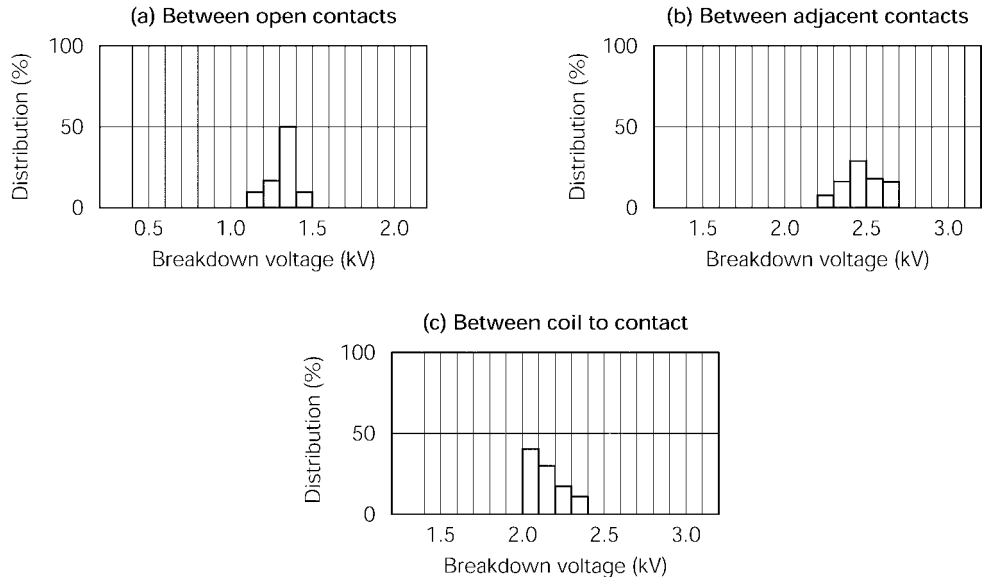 (a) Between open contacts
100
50
0
Distribution (%)
0.5 1.0 1.5 2.0
Breakdown voltage (kV)
(b) Between adjacent contacts
100
50
0
Distribution (%)
1.5 2.0 2.5 3.0
Breakdown voltage (kV)
(c) Between coil to contact
100
50
0
Distribution (%)
1.5 2.0 2.5 3.0
Breakdown voltage (kV)